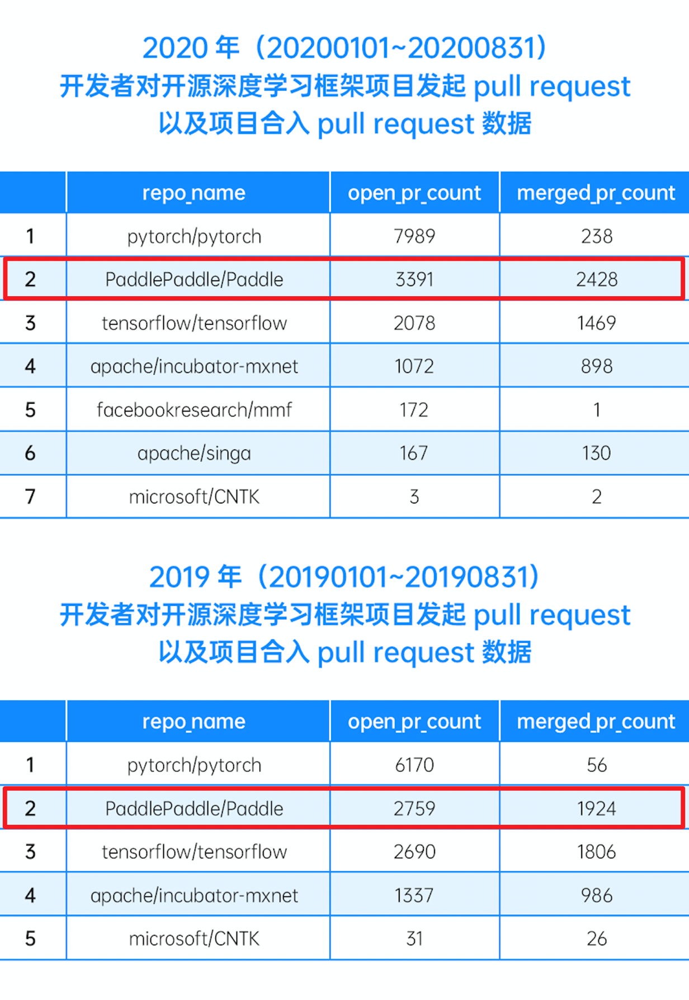 2020 年（20200101~20200831）
开发者对开源深度学习框架项目发起 pull request
以及项目合入 pull request 数据
repo_name open_pr_count merged_pr_count
1 pytorch/pytorch 7989 238
2 PaddlePaddle/Paddle 3391 2428
3 tensorflow/tensorflow 2078 1469
4 apache/incubator-mxnet 1072 898
5 facebookresearch/mmf 172 1
6 apache/singa 167 130
7 microsoft/CNTK 3 2
2019 年（20190101~20190831）
开发者对开源深度学习框架项目发起 pull request
以及项目合入 pull request 数据
repo_name open_pr_count merged_pr_count
1 pytorch/pytorch 6170 56
2 PaddlePaddle/Paddle 2759 1924
3 tensorflow/tensorflow 2690 1806
4 apache/incubator-mxnet 1337 986
5 microsoft/CNTK 31 26